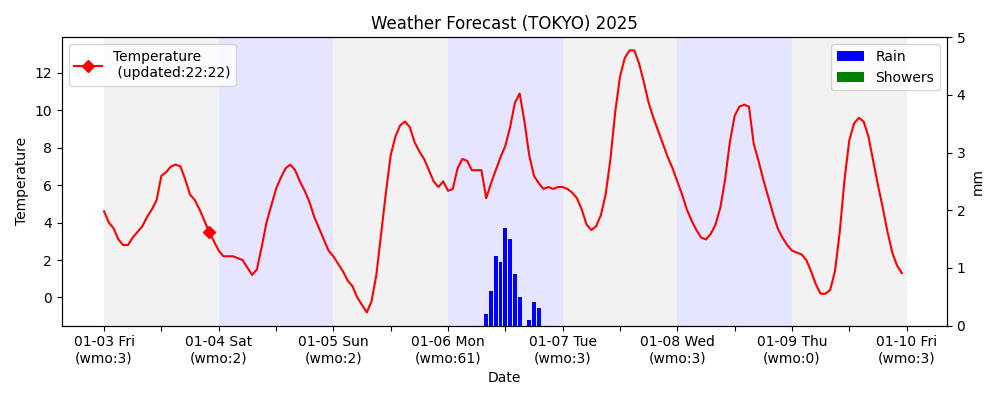 Weather Forecast (TOKYO) 2025
Temperature
(updated:22:22)
Rain
Showers
Temperature
12
10
8
6
4
2
0
5
4
3
2
1
0
mm
01-03 Fri
(wmo:3)
01-04 Sat
(wmo:2)
01-05 Sun
(wmo:2)
01-06 Mon
(wmo:61)
01-07 Tue
(wmo:3)
01-08 Wed
(wmo:3)
01-09 Thu
(wmo:0)
01-10 Fri
(wmo:3)
Date